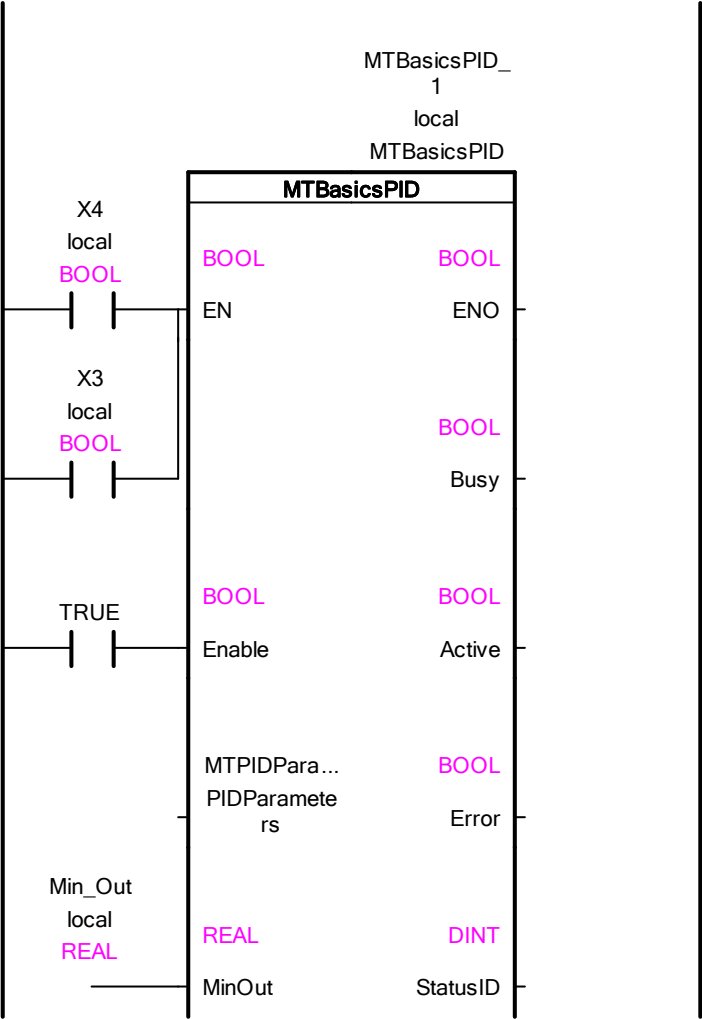 MTBasicsPID_
1
local
MTBasicsPID
MTBasicsPID
X4
local
BOOL
BOOL
BOOL
EN
ENO
X3
local
BOOL
BOOL
Busy
BOOL
BOOL
TRUE
Enable
Active
MTPIDPara...
BOOL
PIDParamete
rs
Error
Min_Out
local
REAL
REAL
DINT
MinOut
StatusID